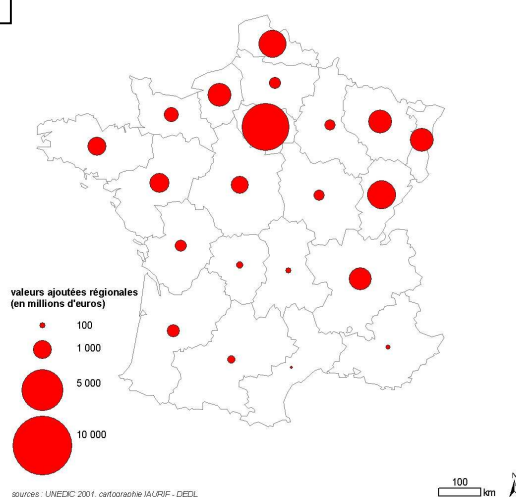 valeurs ajoutées régionales
(en millions d'euros)
100
1 000
5 000
10 000
sources : UNEDIC 2001. cartographie IAURIF - DEDL
100
km
N